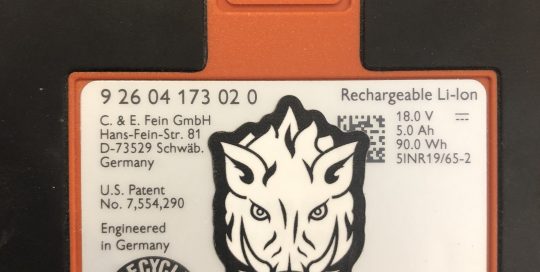 9 26 04 173 02 0
Rechargeable Li-Ion
C. & E. Fein GmbH
Hans-Fein-Str. 81
D-73529 Schwäb.
Germany
18.0 V
5.0 Ah
90.0 Wh
5INR19/65-2
U.S. Patent
No. 7,554,290
Engineered
in Germany